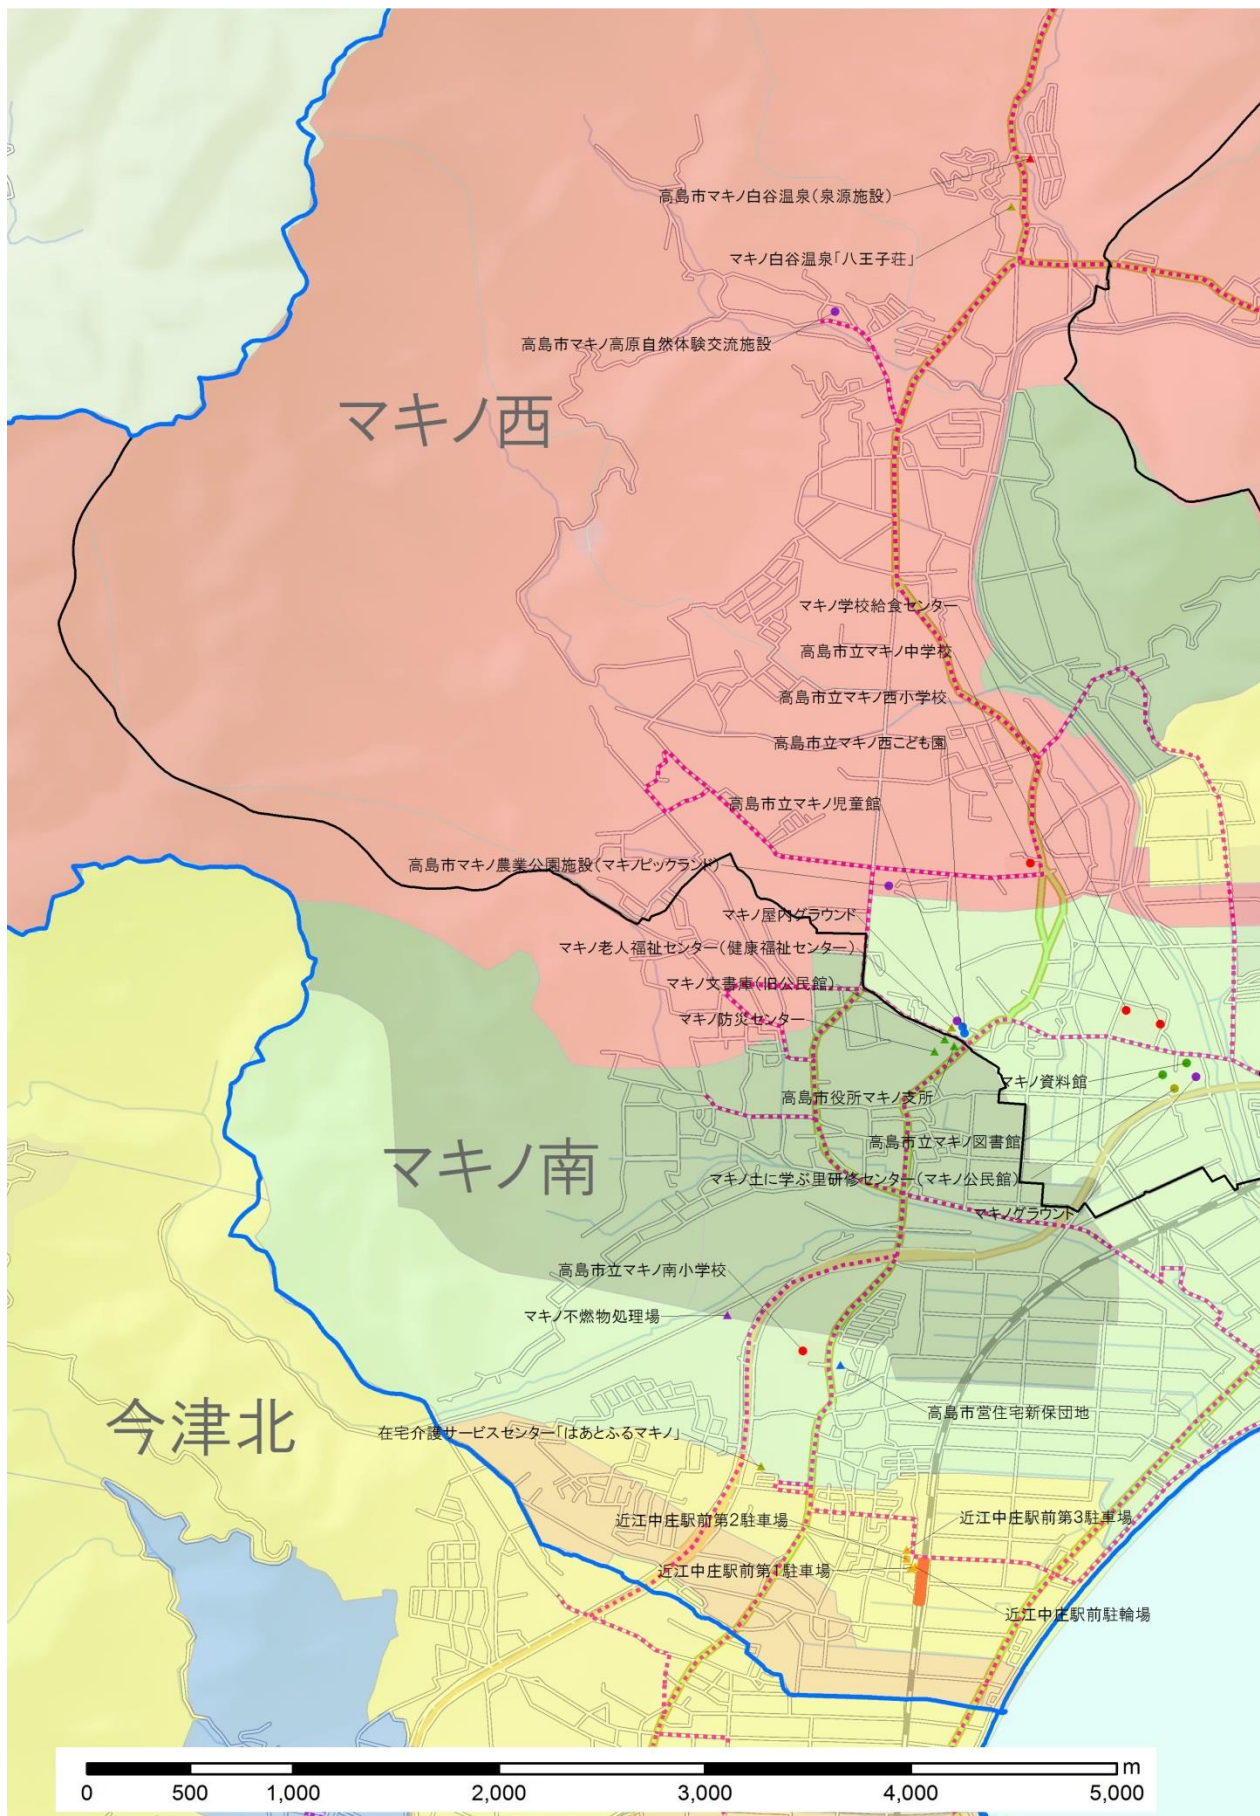 高島市マキノ白谷温泉(泉源施設)
マキノ白谷温泉「八王子荘」
高島市マキノ高原自然体験交流施設
マキノ西
マキノ学校給食センター
高島市立マキノ中学校
高島市立マキノ西小学校
高島市立マキノ西こども園
高島市立マキノ児童館
高島市マキノ農業公園施設(マキノピックランド)
マキノ屋内グラウンド
マキノ老人福祉センター(健康福祉センター)
マキノ文書庫(旧公民館)
マキノ防災センター
マキノ資料館
高島市役所マキノ支所
高島市立マキノ図書館
マキノ南
マキノ土に学ぶ里研修センター(マキノ公民館)
マキノグラウンド
高島市立マキノ南小学校
マキノ不燃物処理場
今津北
高島市営住宅新保団地
在宅介護サービスセンター「はあとふるマキノ」
近江中庄駅前第2駐車場
近江中庄駅前第3駐車場
近江中庄駅前第1駐車場
近江中庄駅前駐輪場
m
0 500 1,000 2,000 3,000 4,000 5,000